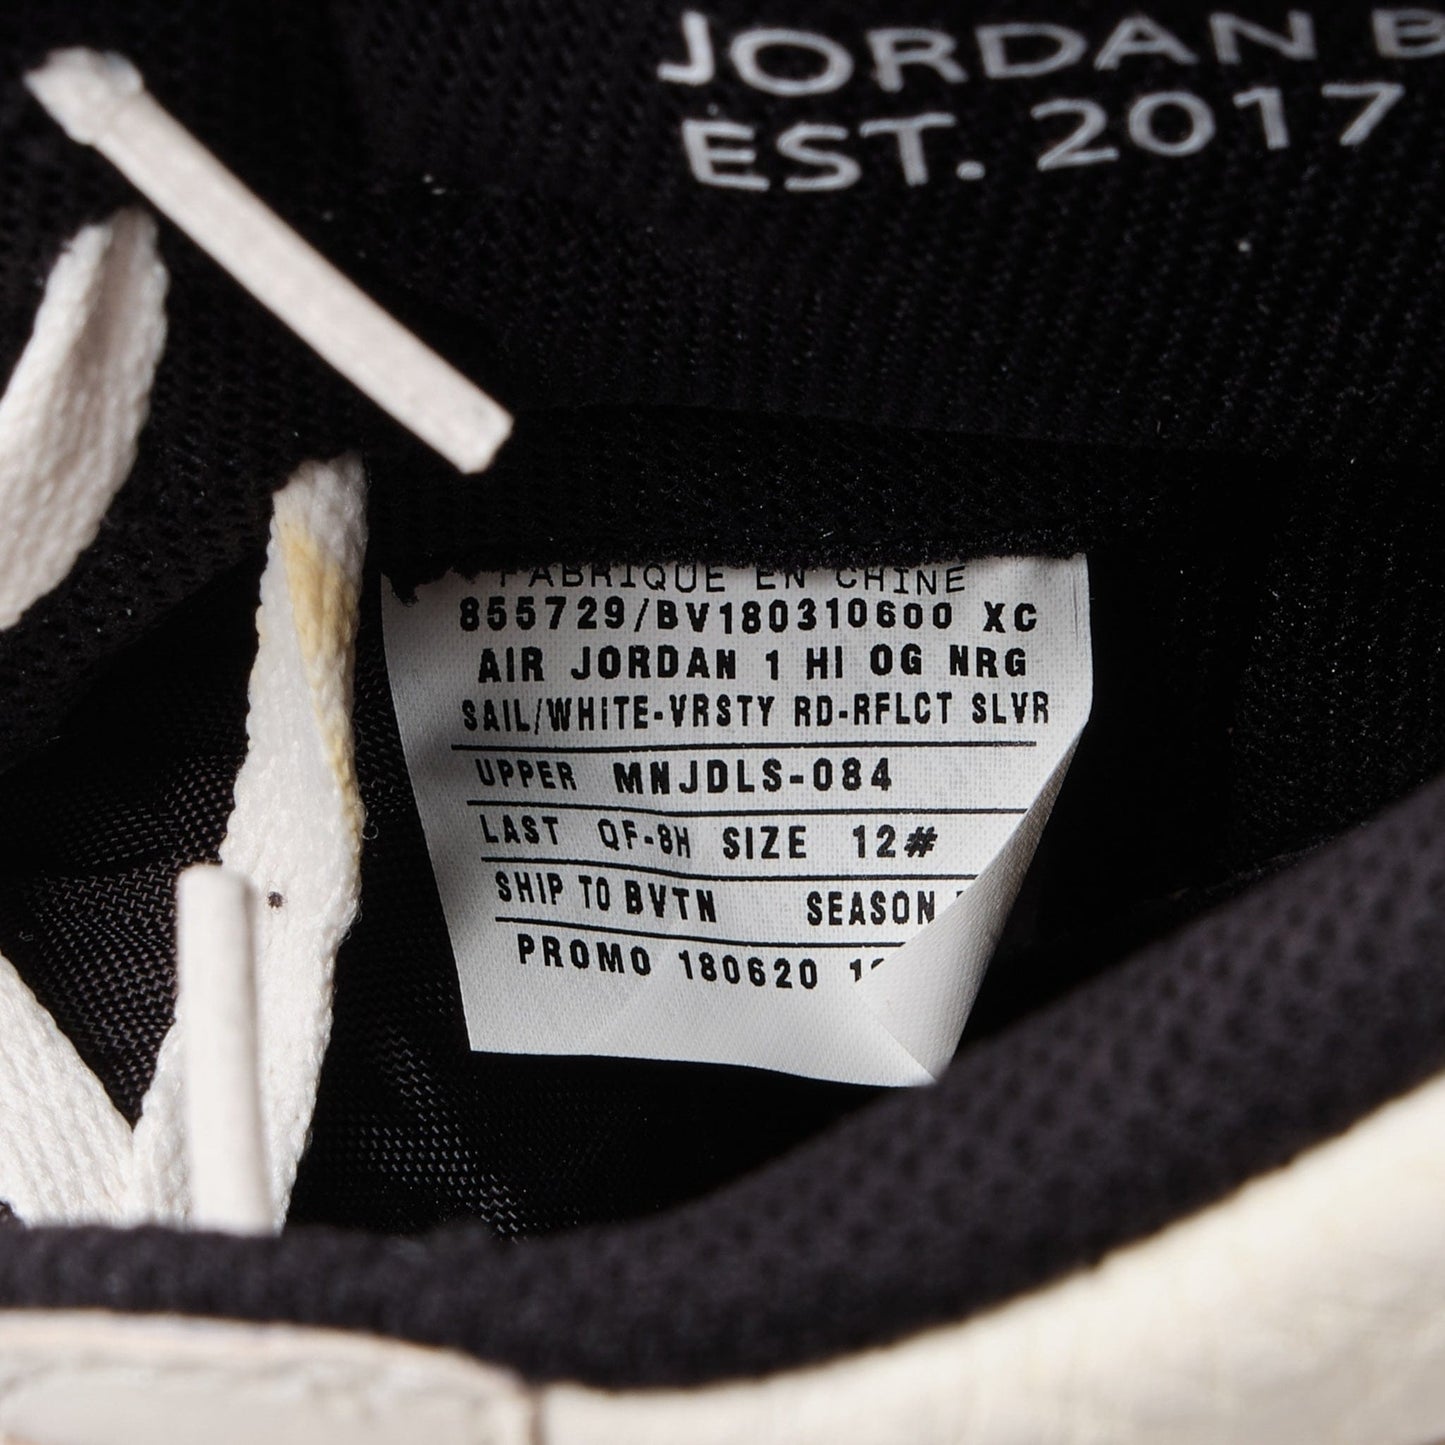 JORDAN B
EST. 2017
FABRIQUE EN CHINE
855729/BV180310600 XC
AIR JORDAN 1 HI OG NRG
SAIL/WHITE-VRSTY RD-RFLCT SLVR
UPPER MNJDLS-084
LAST QF-8H SIZE 12#
SHIP TO BVTN SEASON
PROMO 180620